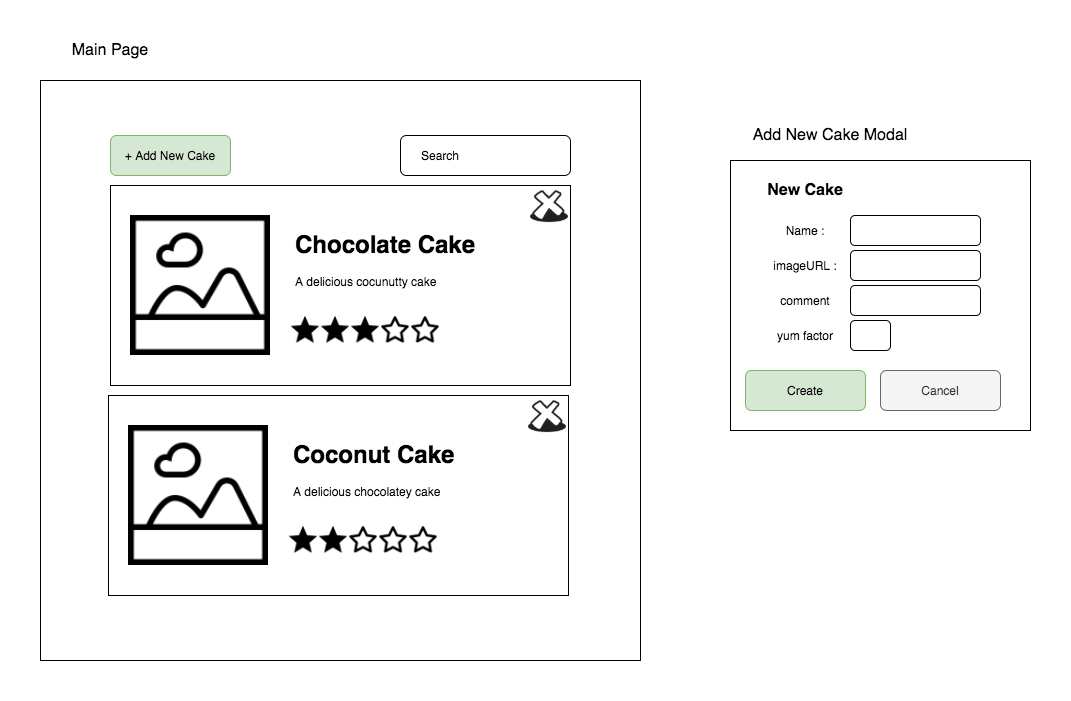 Main Page
+ Add New Cake
Search
Chocolate Cake
A delicious cocunutty cake
Coconut Cake
A delicious chocolatey cake
Add New Cake Modal
New Cake
Name :
imageURL :
comment
yum factor
Create
Cancel